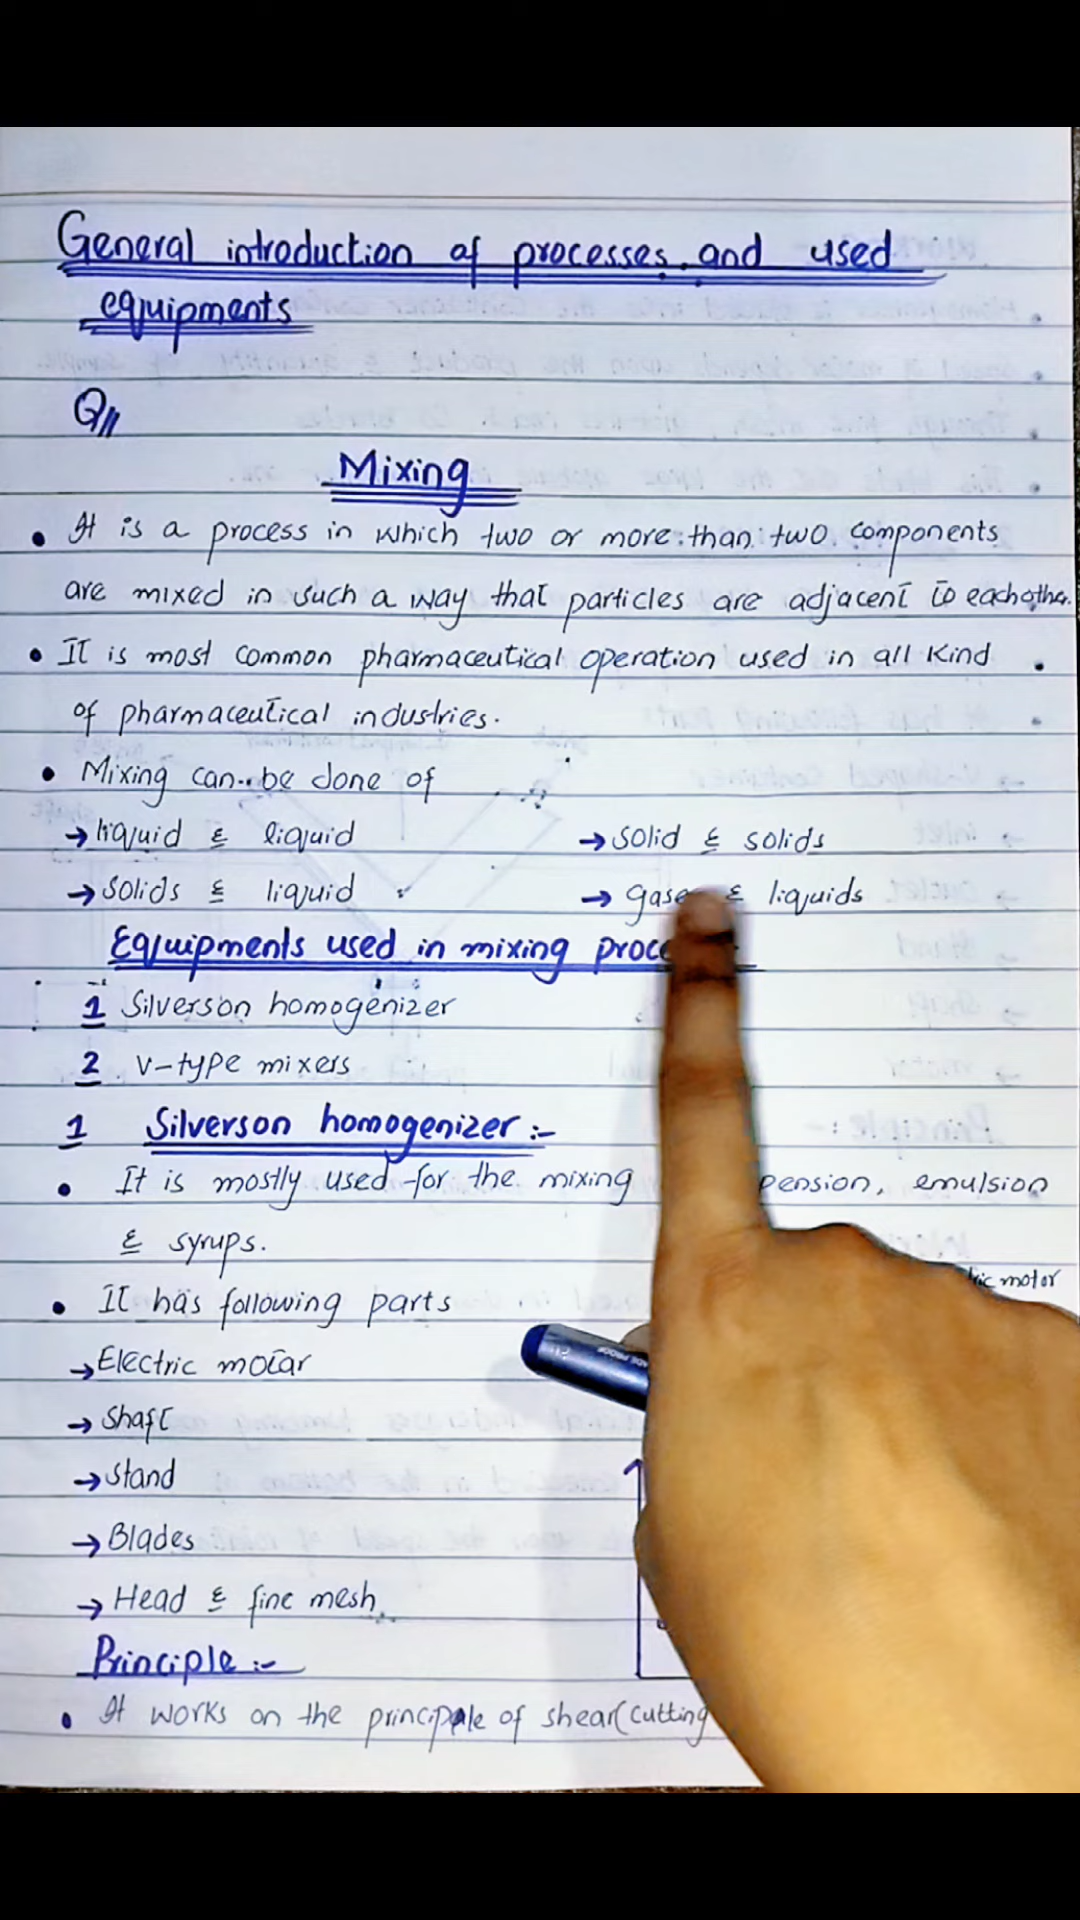 General introduction of processes and used
equipments
Q//
Mixing
• It is a process in which two or more than two components
are mixed in such a way that particles are adjacent to each other.
• It is most common pharmaceutical operation used in all kind
of pharmaceutical industries.
• Mixing can be done of
→ liquid & liquid → solid & solids
→ solids & liquid → gases & liquids
Equipments used in mixing
1 Silverson homogenizer
2. V-type mixers
1 Silverson homogenizer :-
• It is mostly used for the mixing pension, emulsion
& syrups.
• It has following parts
motor
→ Electric motar
→ shaft
→ stand
→ Blades
→ Head & fine mesh
Principle :-
• It works on the principale of shear(cutting